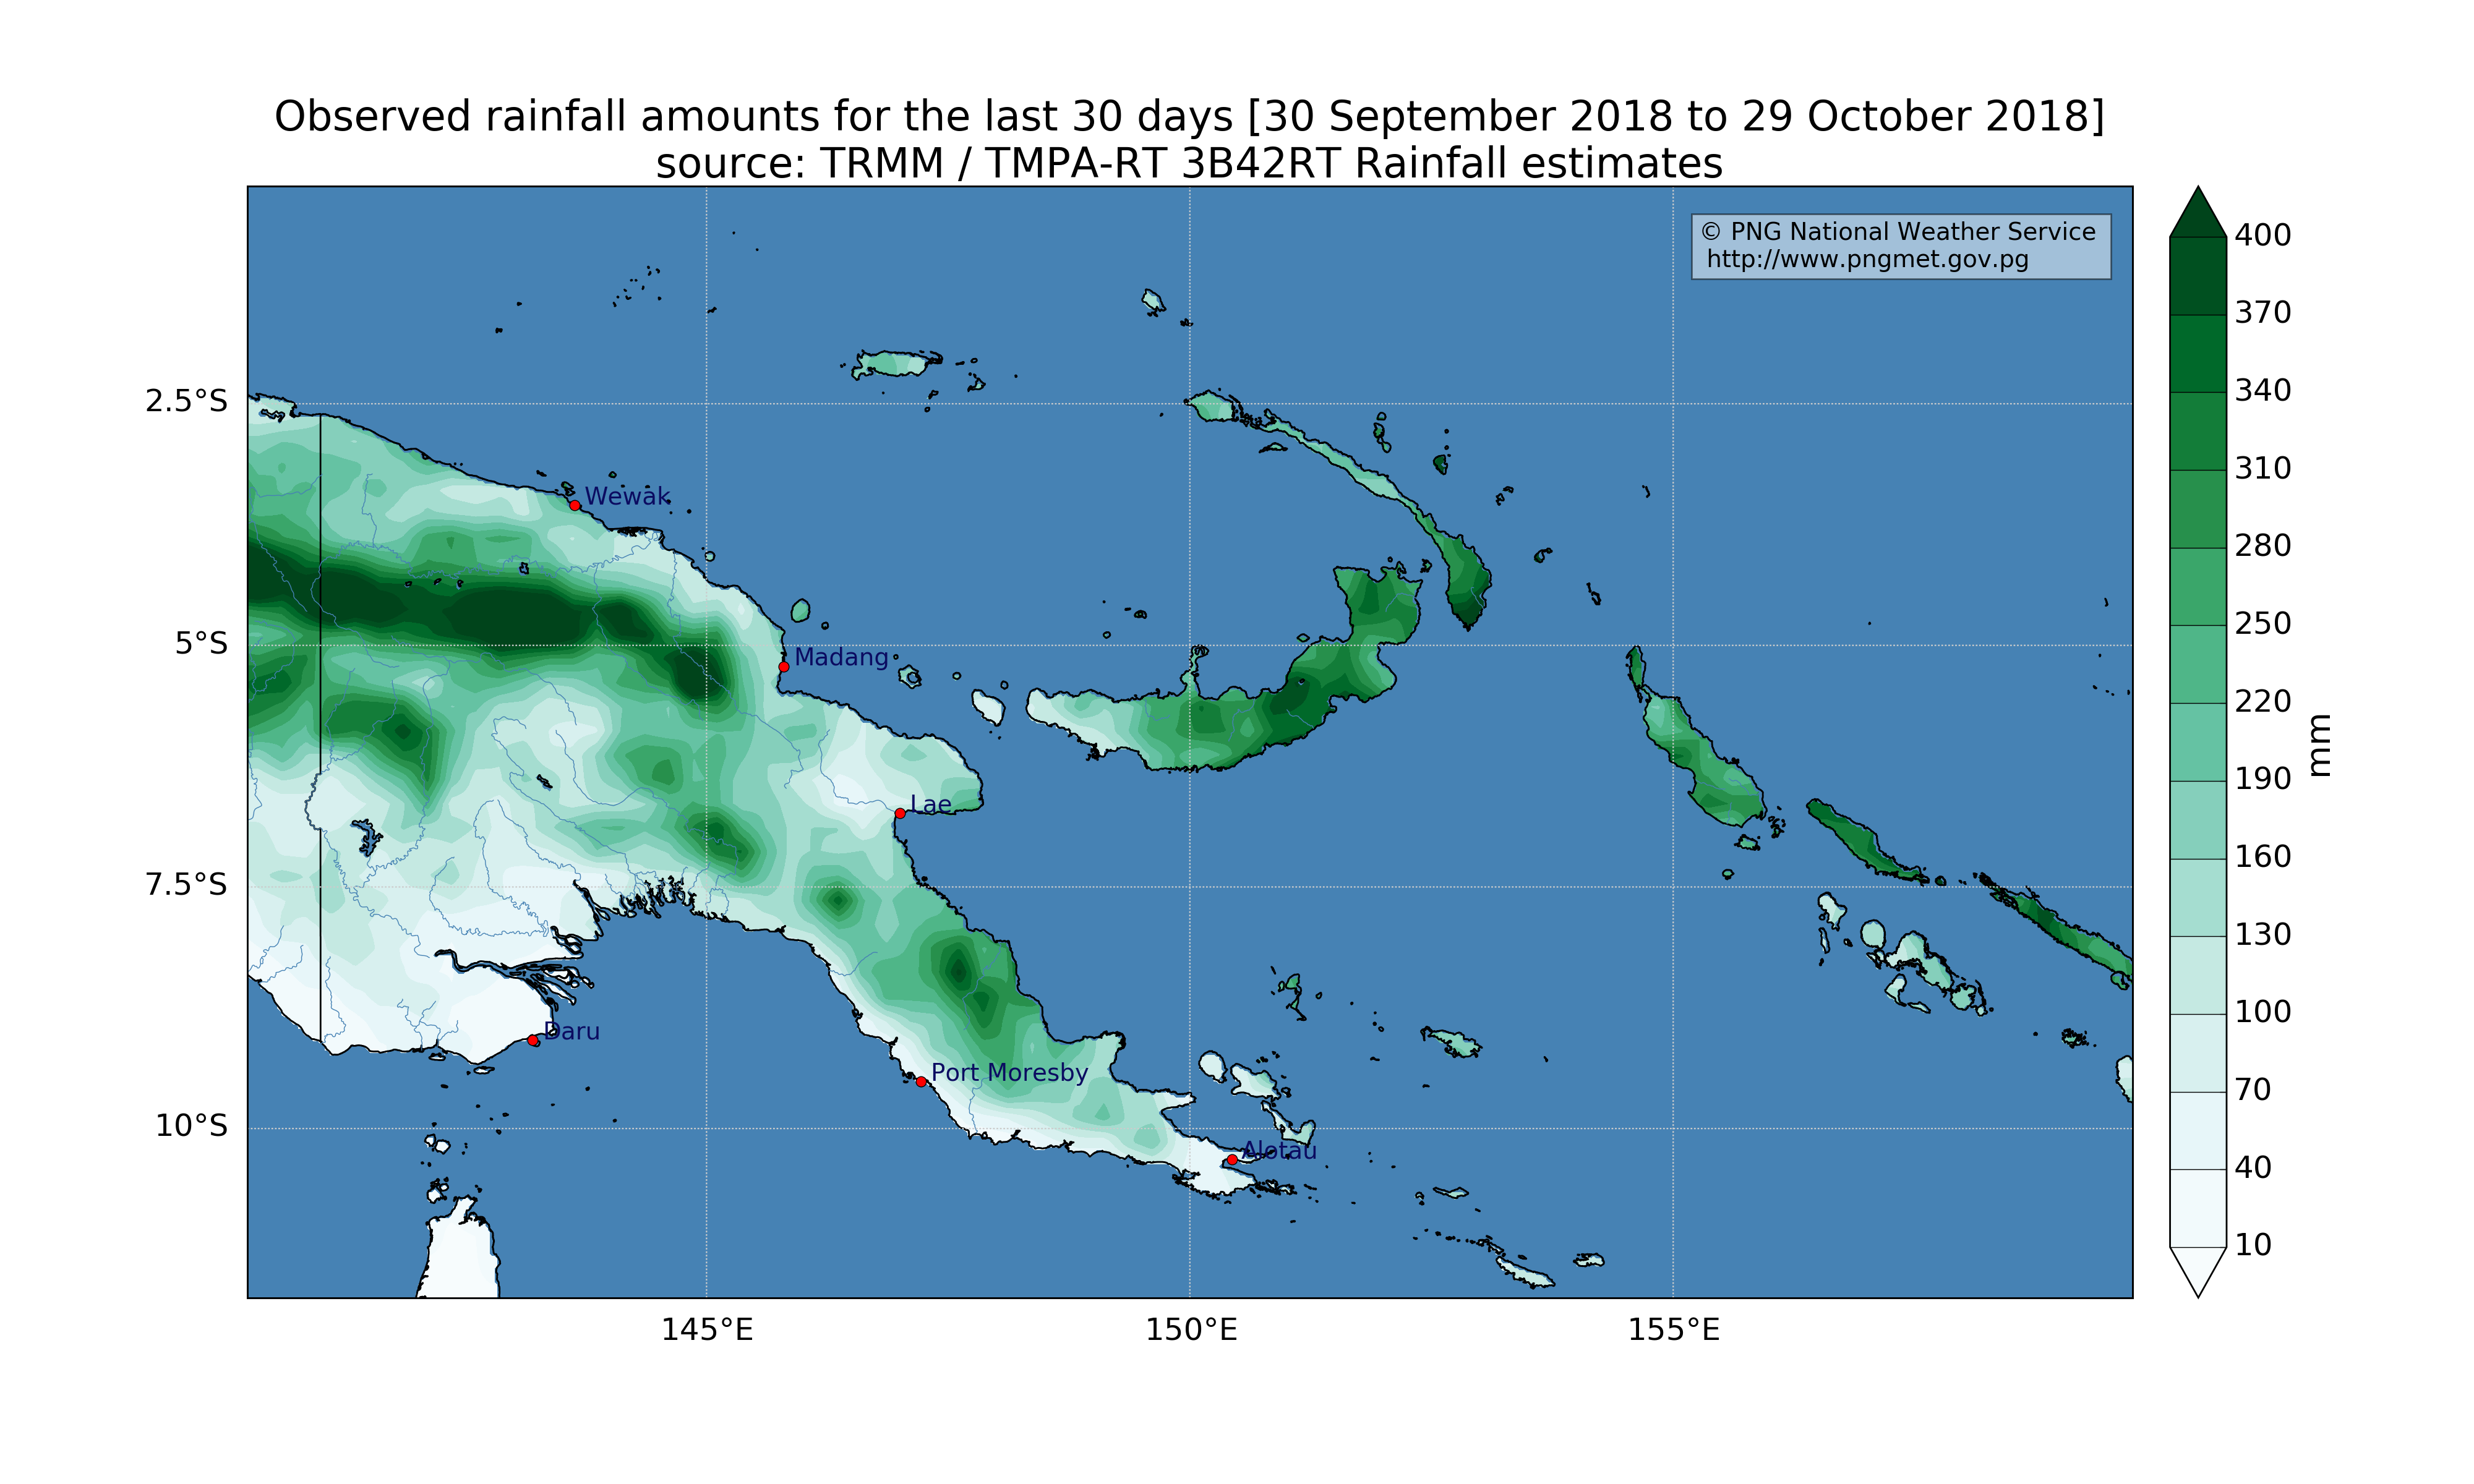 Observed rainfall amounts for the last 30 days [30 September 2018 to 29 October 2018]
source: TRMM / TMPA-RT 3B42RT Rainfall estimates
© PNG National Weather Service
http://www.pngmet.gov.pg
400
370
340
310
280
250
220
190
160
130
100
70
40
10
mm
2.5°S
5°S
7.5°S
10°S
Wewak
Madang
Lae
Daru
Port Moresby
Alotau
145°E
150°E
155°E